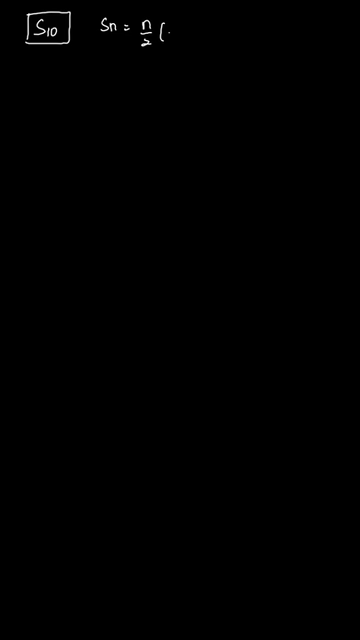 S₁₀ Sn = n/2 (